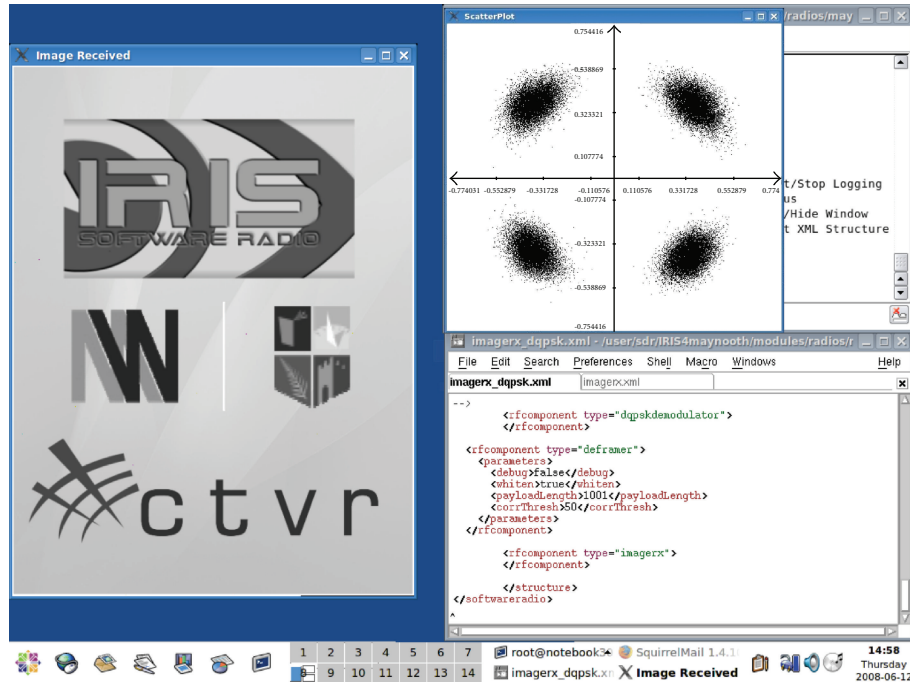 Image Received
IRIS
SOFTWARE RADIO
ctvr
ScatterPlot
0.754416
0.538869
0.323321
0.107774
-0.774031 -0.552879 -0.331728 -0.110576 0.110576 0.331728 0.552879 0.774
-0.107774
-0.323321
-0.538869
-0.754416
/radios/may
t/Stop Logging
us
/Hide Window
t XML Structure
imagerx_dqpsk.xml - /user/sdr/IRIS4maynooth/modules/radios/r
File Edit Search Preferences Shell Macro Windows Help
imagerx_dqpsk.xml imagerx.xml
-->
<rfcomponent type="dqpskdemodulator">
</rfcomponent>
<rfcomponent type="deframer">
<parameters>
<debug>false</debug>
<whiten>true</whiten>
<payloadLength>1001</payloadLength>
<corrThresh>50</corrThresh>
</parameters>
</rfcomponent>
<rfcomponent type="imagerx">
</rfcomponent>
</structure>
</softwareradio>
1 2 3 4 5 6 7
9 10 11 12 13 14
root@notebook3 SquirrelMail 1.4.1
imagerx_dqpsk.x Image Received
14:58
Thursday
2008-06-12